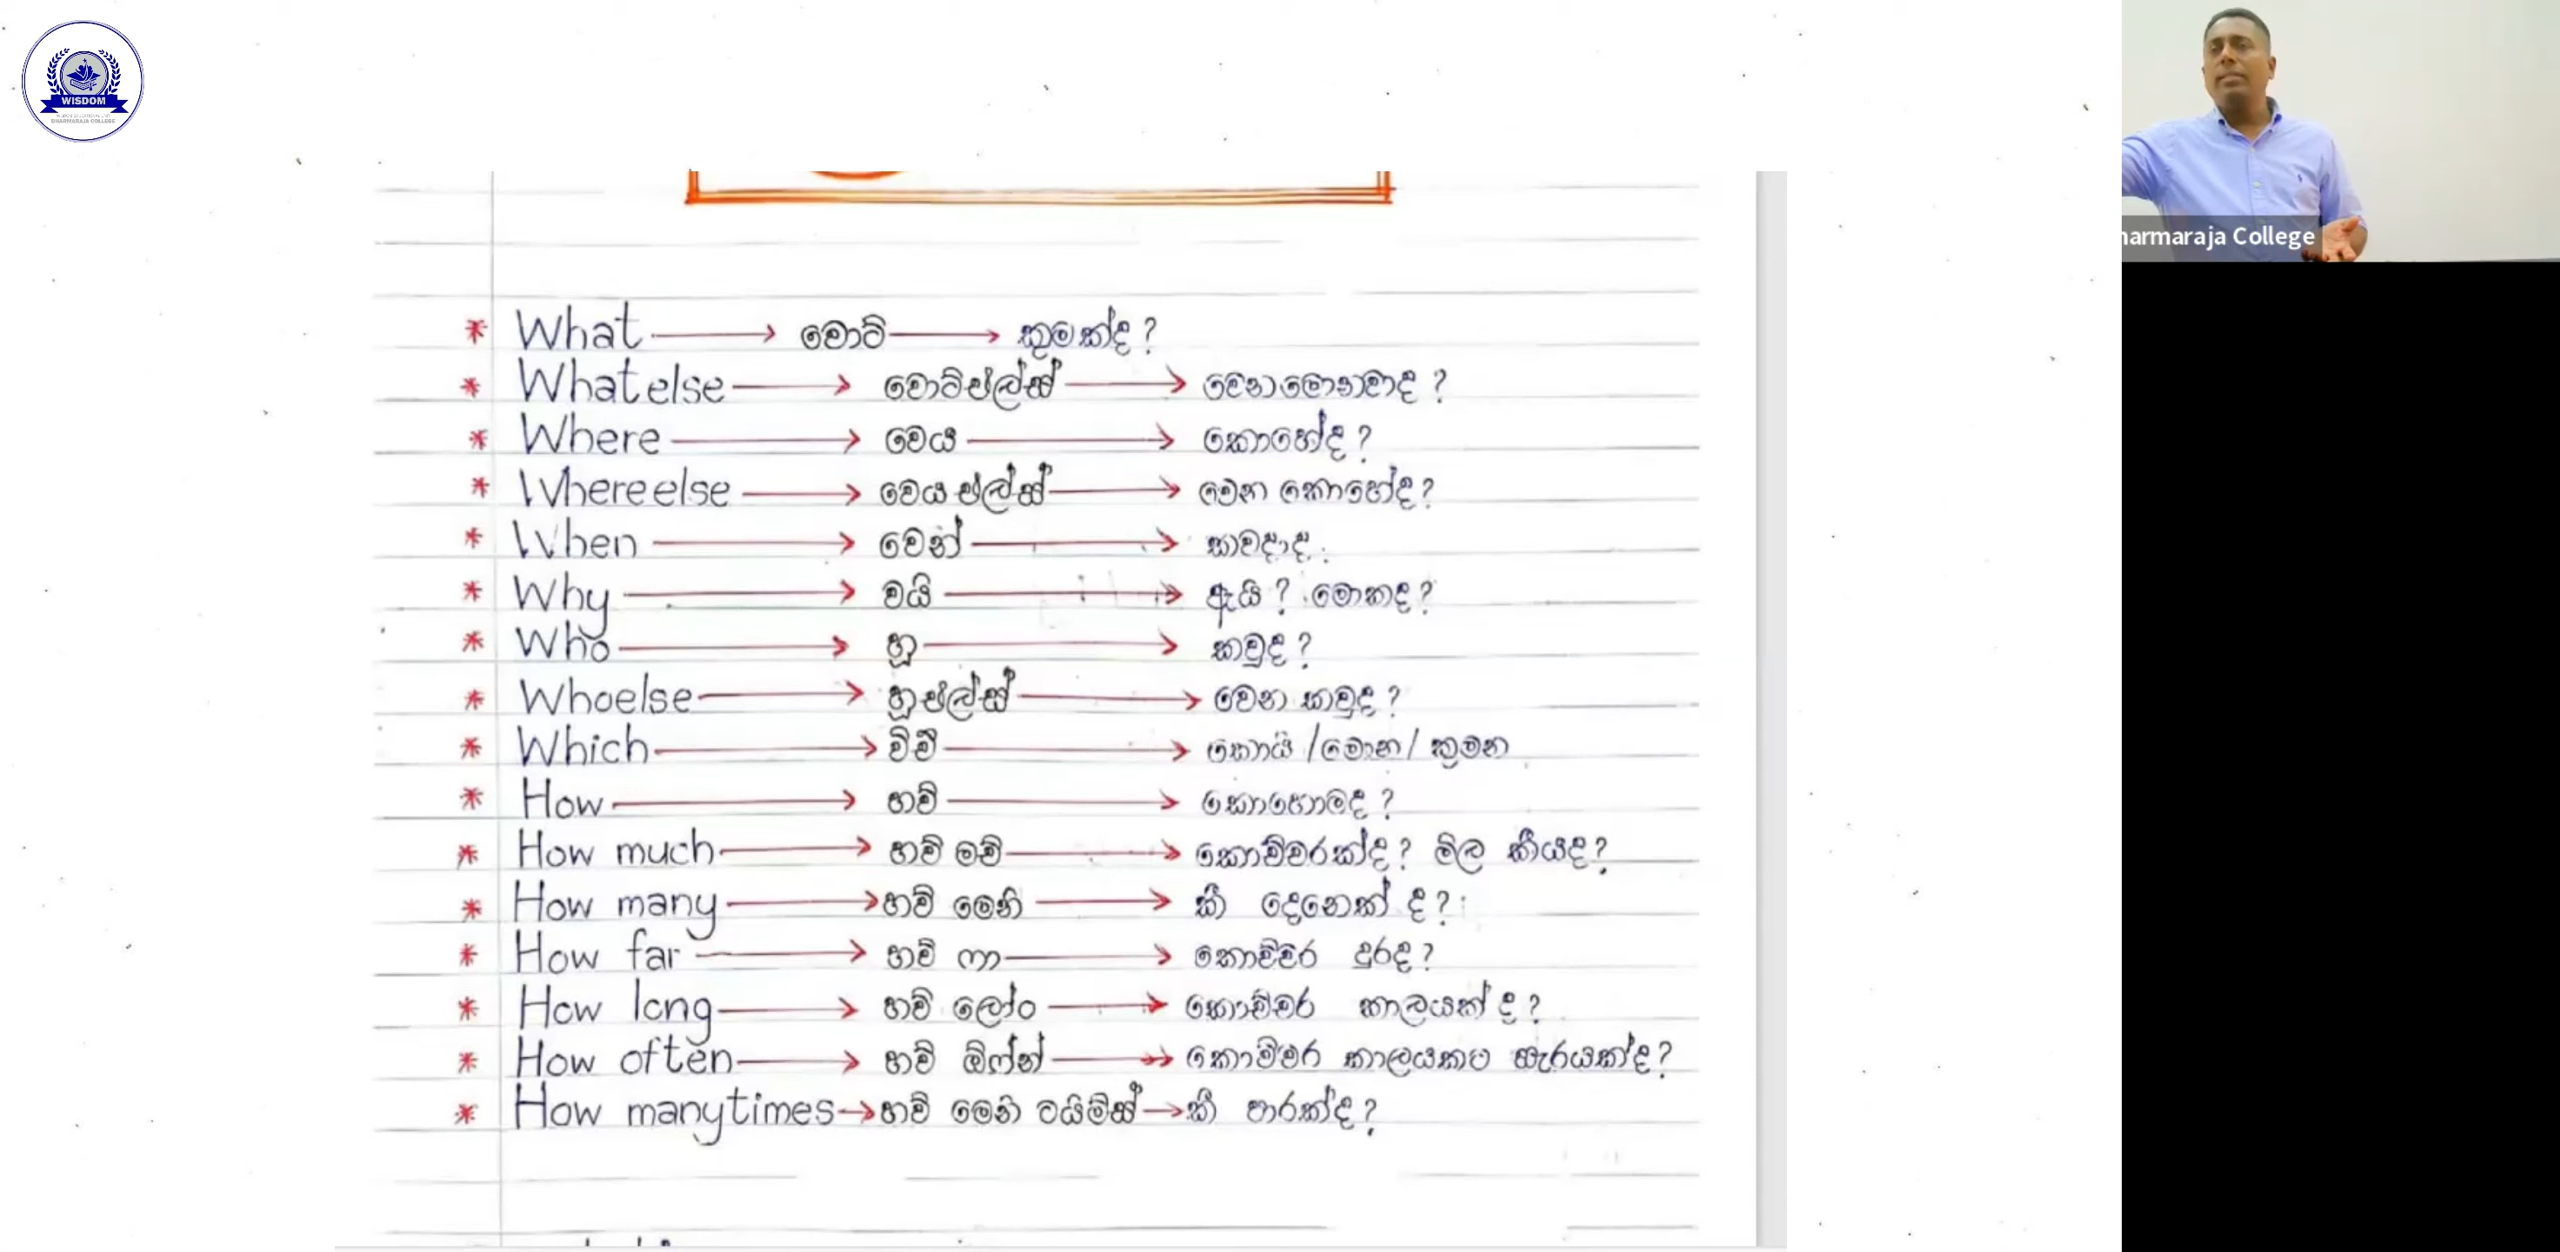 WISDOM
DHARMARAJA COLLEGE
harmaraja College
* What → වොට් → කුමක්ද ?
* Whatelse → වොට්එල්ස් → වෙනමොනවාද ?
* Where → වෙය → කොහේද ?
* Whereelse → වෙයඑල්ස් → වෙන කොහේද ?
* When → වෙන් → කවදාද
* Why → වයි → ඇයි ? මොකද ?
* Who → හූ → කවුද ?
* Whoelse → හූඑල්ස් → වෙන කවුද ?
* Which → විච් → කොයි / මොන / කුමන
* How → හව් → කොහොමද ?
* How much → හව් මච් → කොච්චරක්ද ? මිල කීයද ?
* How many → හව් මෙනි → කී දෙනෙක් ද ?
* How far → හව් ෆා → කොච්චර දුරද ?
* How long → හව් ලෝං → කොච්චර කාලයක් ද ?
* How often → හව් ඕෆ්න් → කොච්චර කාලයකට සැරයක්ද ?
* How manytimes → හව් මෙනි ටයිම්ස් → කී පාරක්ද ?